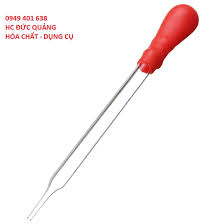 0949 401 638
HC ĐỨC QUẢNG
HÓA CHẤT - DỤNG CỤ